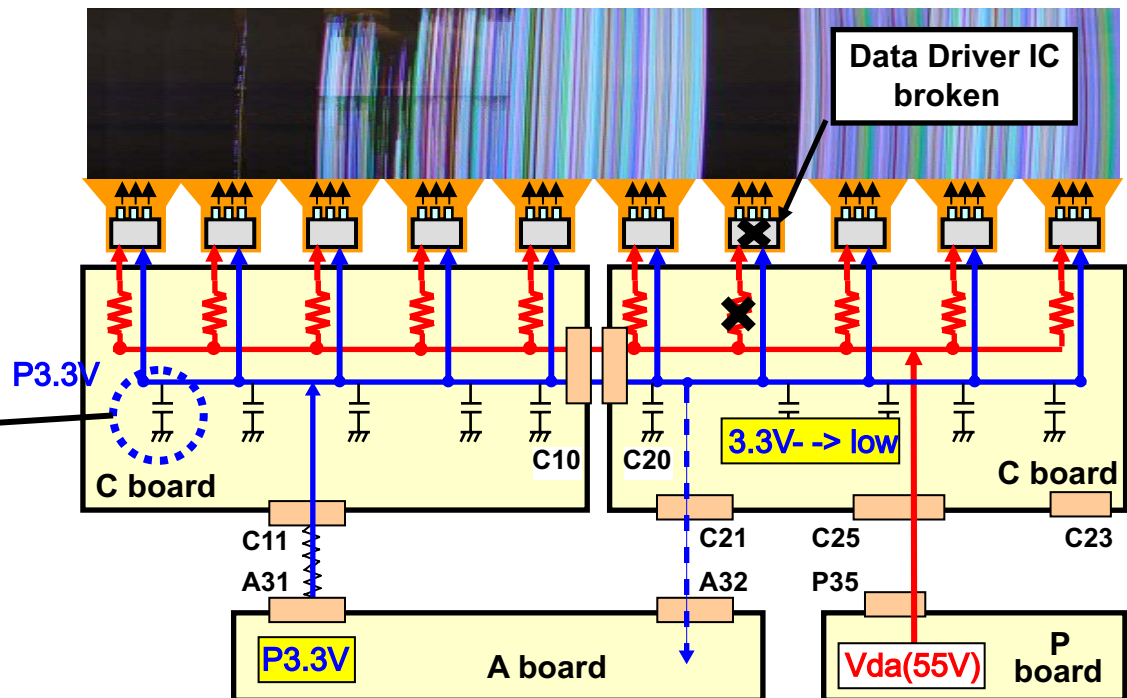 Data Driver IC
broken
P3.3V
3.3V- -> low
C10
C20
C board
C board
C11
C21
C25
C23
A31
A32
P35
P3.3V
A board
Vda(55V)
P
board